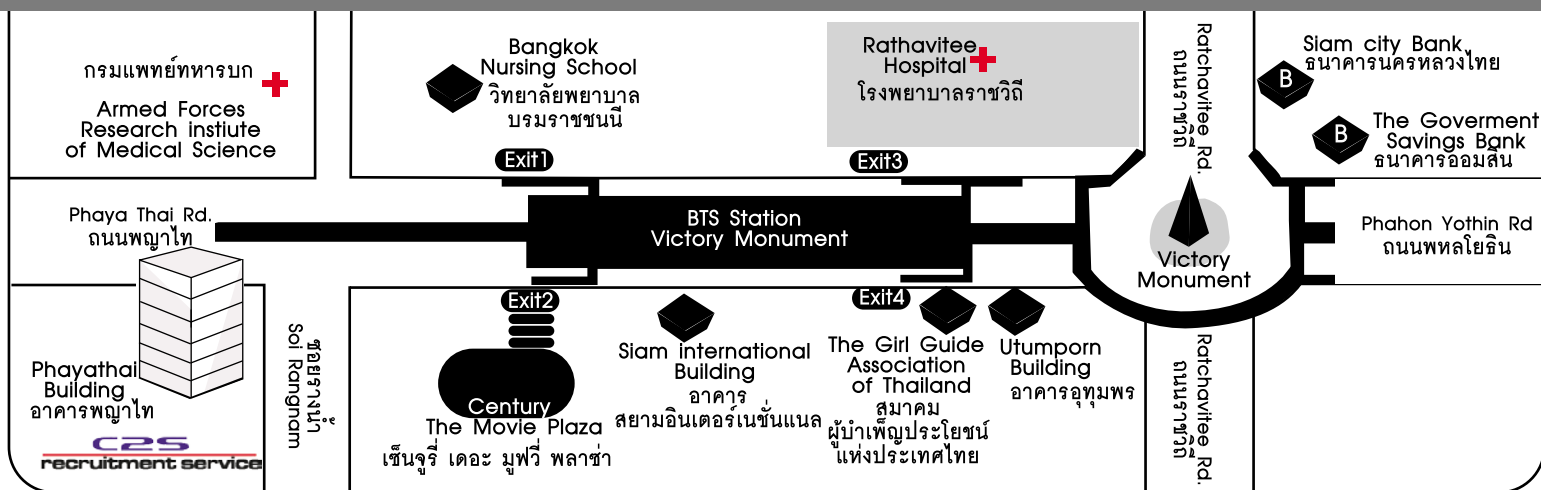 กรมแพทย์ทหารบก
Armed Forces
Research instiute
of Medical Science
Bangkok
Nursing School
วิทยาลัยพยาบาล
บรมราชชนนี
Exit1
Rathavitee
Hospital
โรงพยาบาลราชวิถี
Exit3
Ratchavitee Rd.
ถนนราชวิถี
Siam city Bank
ธนาคารนครหลวงไทย
B
The Goverment
Savings Bank
ธนาคารออมสิน
B
Phaya Thai Rd.
ถนนพญาไท
BTS Station
Victory Monument
Victory
Monument
Phahon Yothin Rd
ถนนพหลโยธิน
Phayathai
Building
อาคารพญาไท
C2S
recruitment service
ซอยรางน้ำ
Soi Rangnam
Exit2
Century
The Movie Plaza
เซ็นจูรี่ เดอะ มูฟวี่ พลาซ่า
Siam international
Building
อาคาร
สยามอินเตอร์เนชั่นแนล
Exit4
The Girl Guide
Association
of Thailand
สมาคม
ผู้บำเพ็ญประโยชน์
แห่งประเทศไทย
Utumporn
Building
อาคารอุทุมพร
Ratchavitee Rd.
ถนนราชวิถี